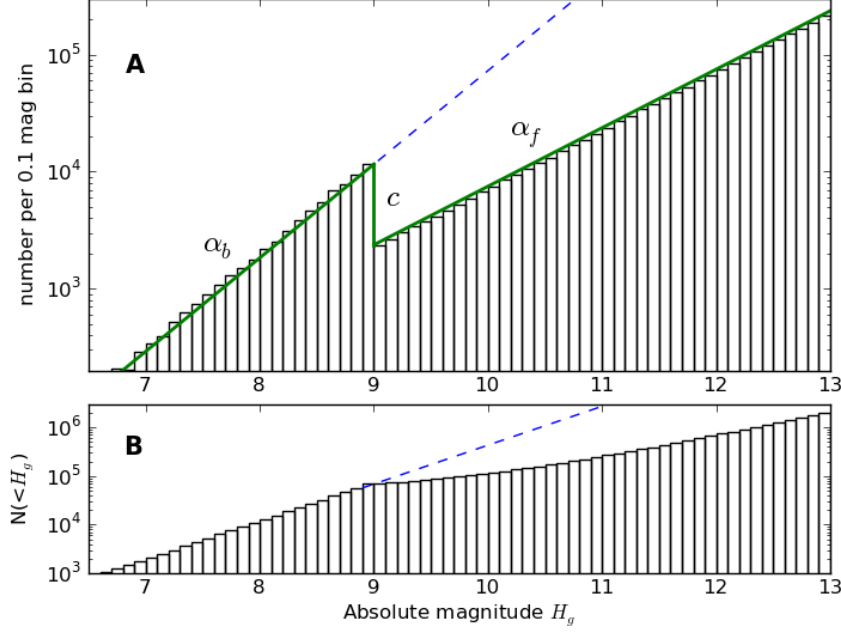 A
number per 0.1 mag bin
10^5
10^4
10^3
α_b
c
α_f
7 8 9 10 11 12 13
B
N(<H_g)
10^6
10^5
10^4
10^3
7 8 9 10 11 12 13
Absolute magnitude H_g